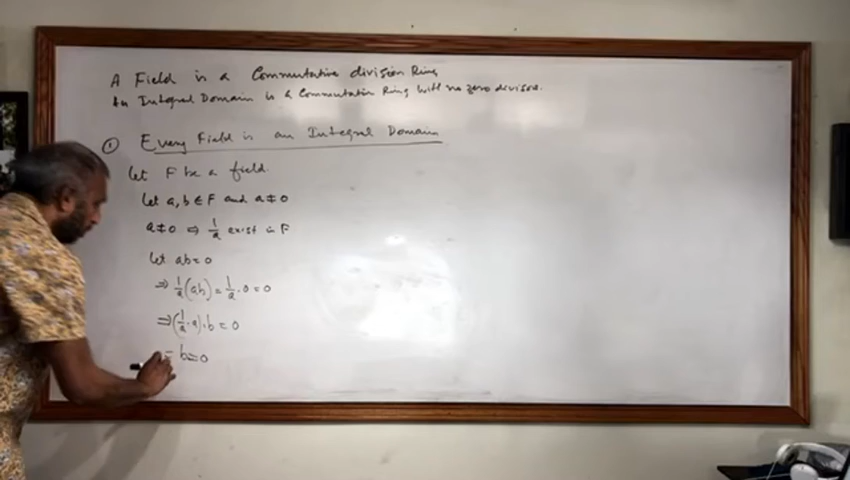 A Field is a Commutative division Ring
An Integral Domain is a Commutative Ring with no zero divisor.
① Every Field is an Integral Domain
Let F be a field.
Let a, b ∈ F and a ≠ 0
a ≠ 0 ⇒ 1/a exist in F
Let ab = 0
⇒ 1/a (ab) = 1/a · 0 = 0
⇒ (1/a · a) · b = 0
b = 0